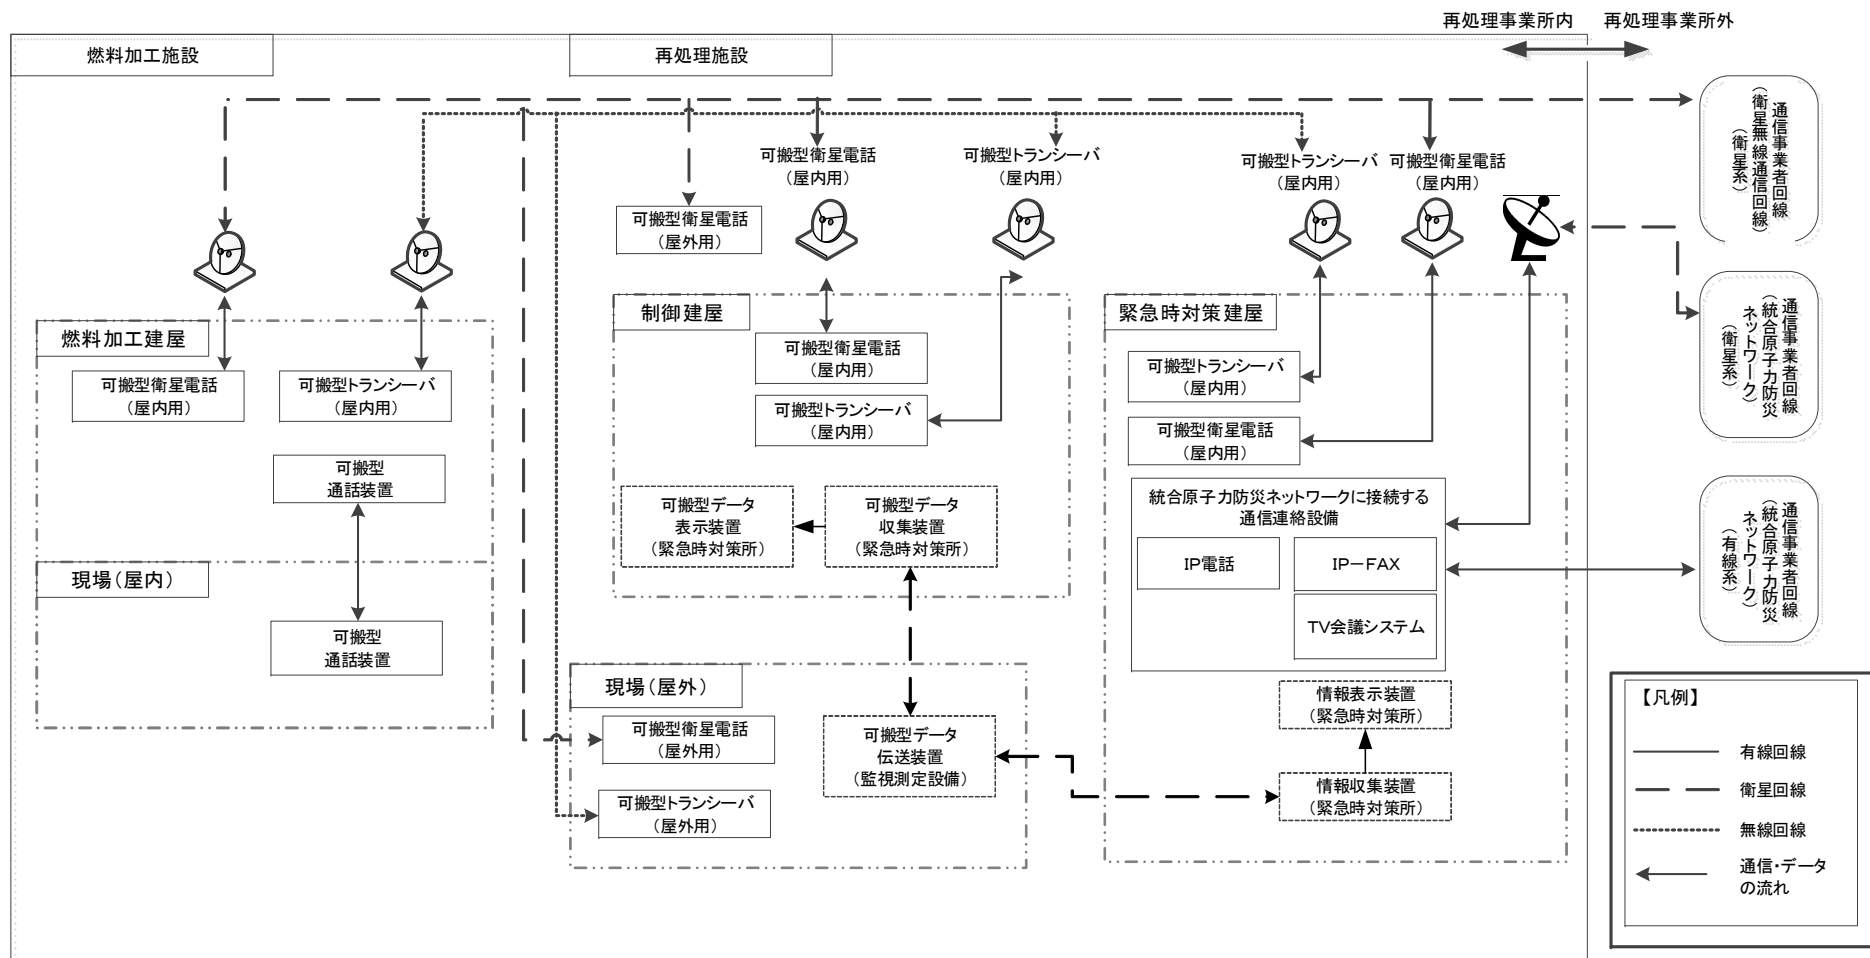 再処理事業所内
再処理事業所外
燃料加工施設
再処理施設
可搬型衛星電話
(屋内用)
可搬型トランシーバ
(屋内用)
可搬型トランシーバ
(屋内用)
可搬型衛星電話
(屋内用)
可搬型衛星電話
(屋外用)
燃料加工建屋
可搬型衛星電話
(屋内用)
可搬型トランシーバ
(屋内用)
可搬型
通話装置
現場(屋内)
可搬型
通話装置
制御建屋
可搬型衛星電話
(屋内用)
可搬型トランシーバ
(屋内用)
可搬型データ
表示装置
(緊急時対策所)
可搬型データ
収集装置
(緊急時対策所)
現場(屋外)
可搬型衛星電話
(屋外用)
可搬型トランシーバ
(屋外用)
可搬型データ
伝送装置
(監視測定設備)
緊急時対策建屋
可搬型トランシーバ
(屋内用)
可搬型衛星電話
(屋内用)
統合原子力防災ネットワークに接続する
通信連絡設備
IP電話
IP-FAX
TV会議システム
情報表示装置
(緊急時対策所)
情報収集装置
(緊急時対策所)
通信事業者回線
(衛星無線通信回線)
(衛星系)
通信事業者回線
(統合原子力防災
ネットワーク)
(衛星系)
通信事業者回線
(統合原子力防災
ネットワーク)
(有線系)
【凡例】
有線回線
衛星回線
無線回線
通信・データ
の流れ